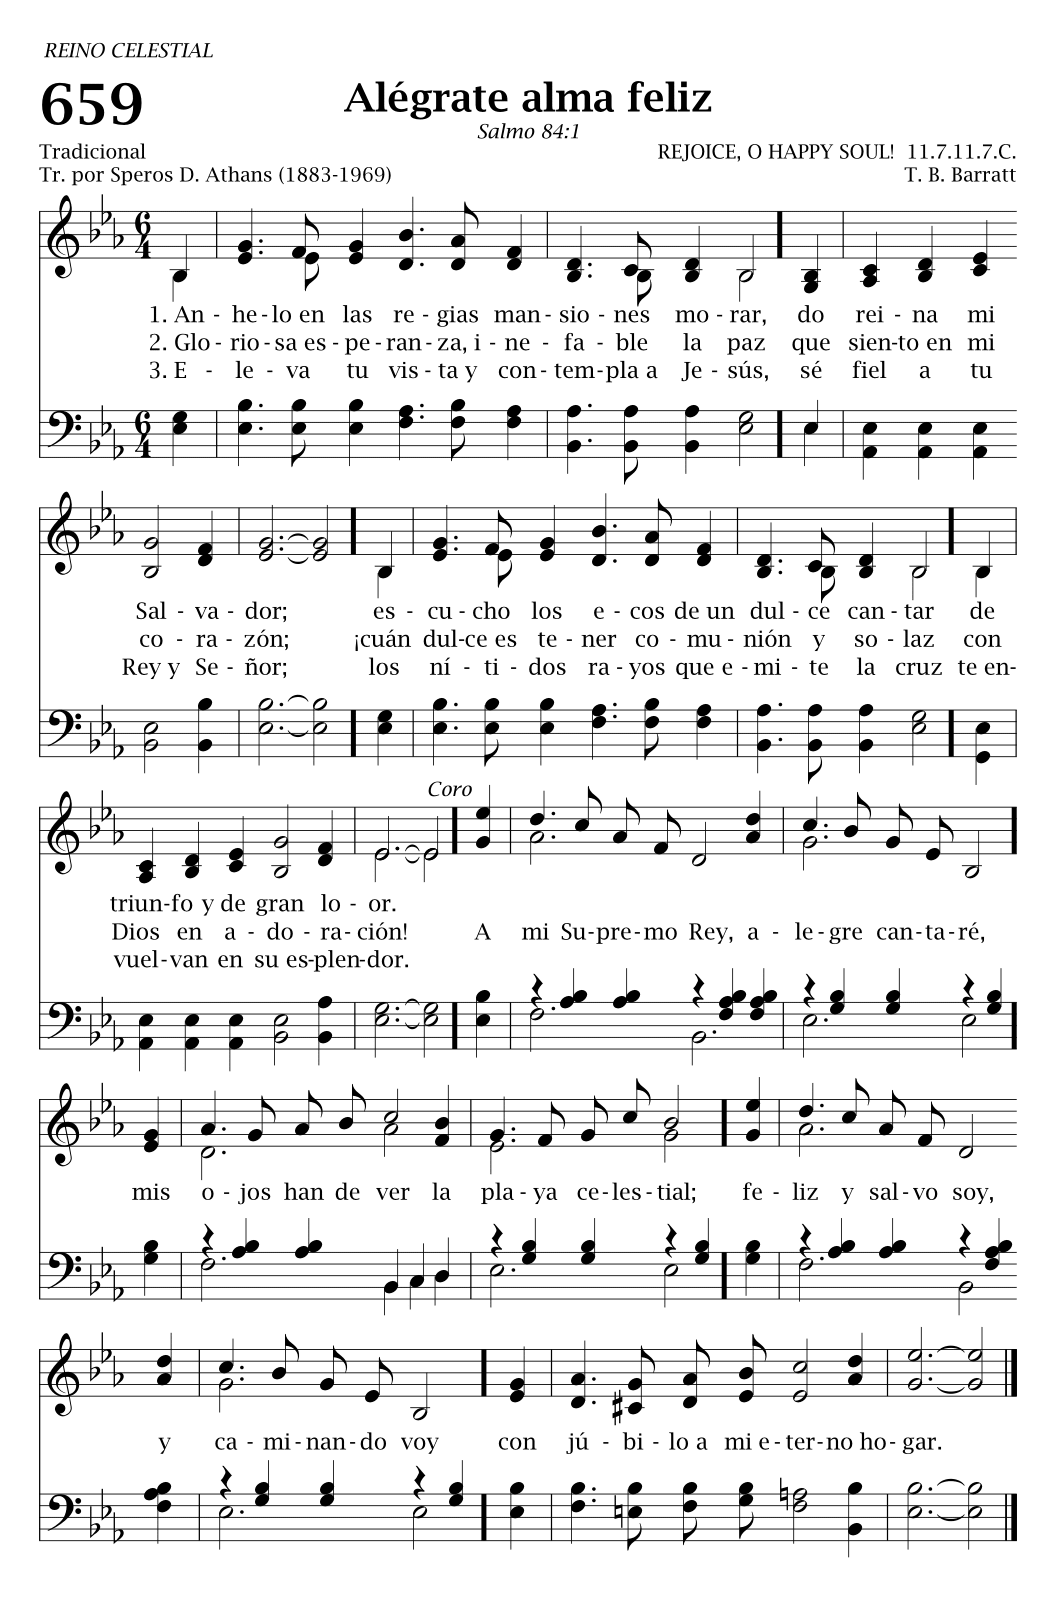 REINO CELESTIAL
659
Alégrate alma feliz
Salmo 84:1
Tradicional
REJOICE, O HAPPY SOUL! 11.7.11.7.C.
Tr. por Speros D. Athans (1883-1969)
T. B. Barratt
6 4
1. An - he - lo en las re - gias man - sio - nes mo - rar, do rei - na mi
2. Glo - rio - sa es - pe - ran - za, i - ne - fa - ble la paz que sien - to en mi
3. E - le - va tu vis - ta y con - tem - pla a Je - sús, sé fiel a tu
6 4
Sal - va - dor; es - cu - cho los e - cos de un dul - ce can - tar de
co - ra - zón; ¡cuán dul - ce es te - ner co - mu - nión y so - laz con
Rey y Se - ñor; los ní - ti - dos ra - yos que e - mi - te la cruz te en -
Coro
triun - fo y de gran lo - or.
Dios en a - do - ra - ción! A mi Su - pre - mo Rey, a - le - gre can - ta - ré,
vuel - van en su es - plen - dor.
mis o - jos han de ver la pla - ya ce - les - tial; fe - liz y sal - vo soy,
y ca - mi - nan - do voy con jú - bi - lo a mi e - ter - no ho - gar.